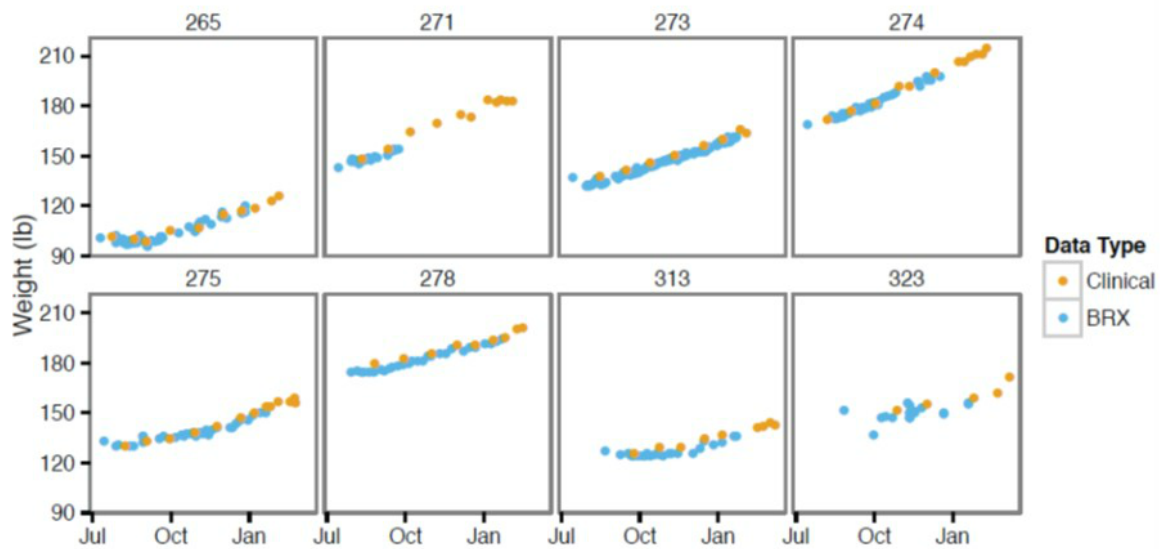 265 271 273 274
210
180
150
120
90
275 278 313 323
210
180
150
120
90
Weight (lb)
Jul Oct Jan Jul Oct Jan Jul Oct Jan Jul Oct Jan
Data Type
Clinical
BRX